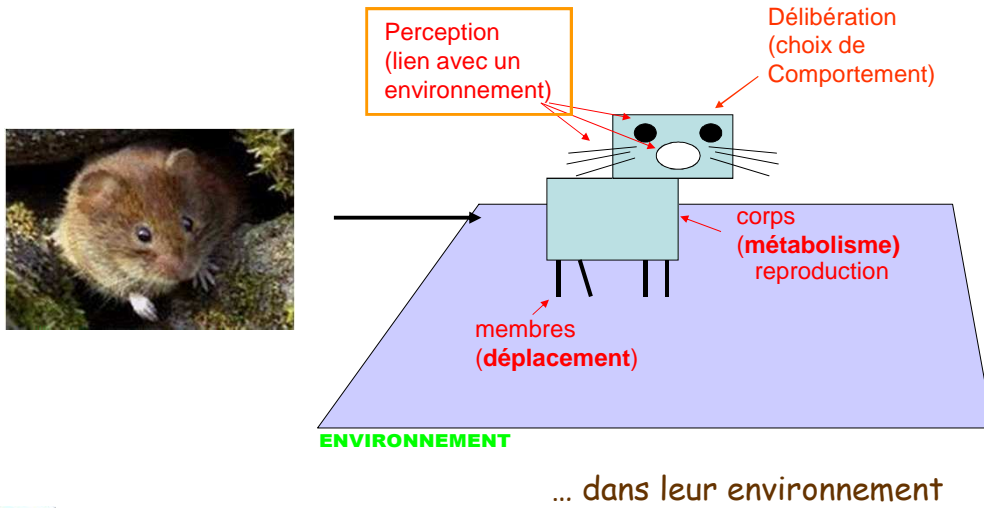 Perception
(lien avec un
environnement)
Délibération
(choix de
Comportement)
corps
(métabolisme)
reproduction
membres
(déplacement)
ENVIRONNEMENT
... dans leur environnement